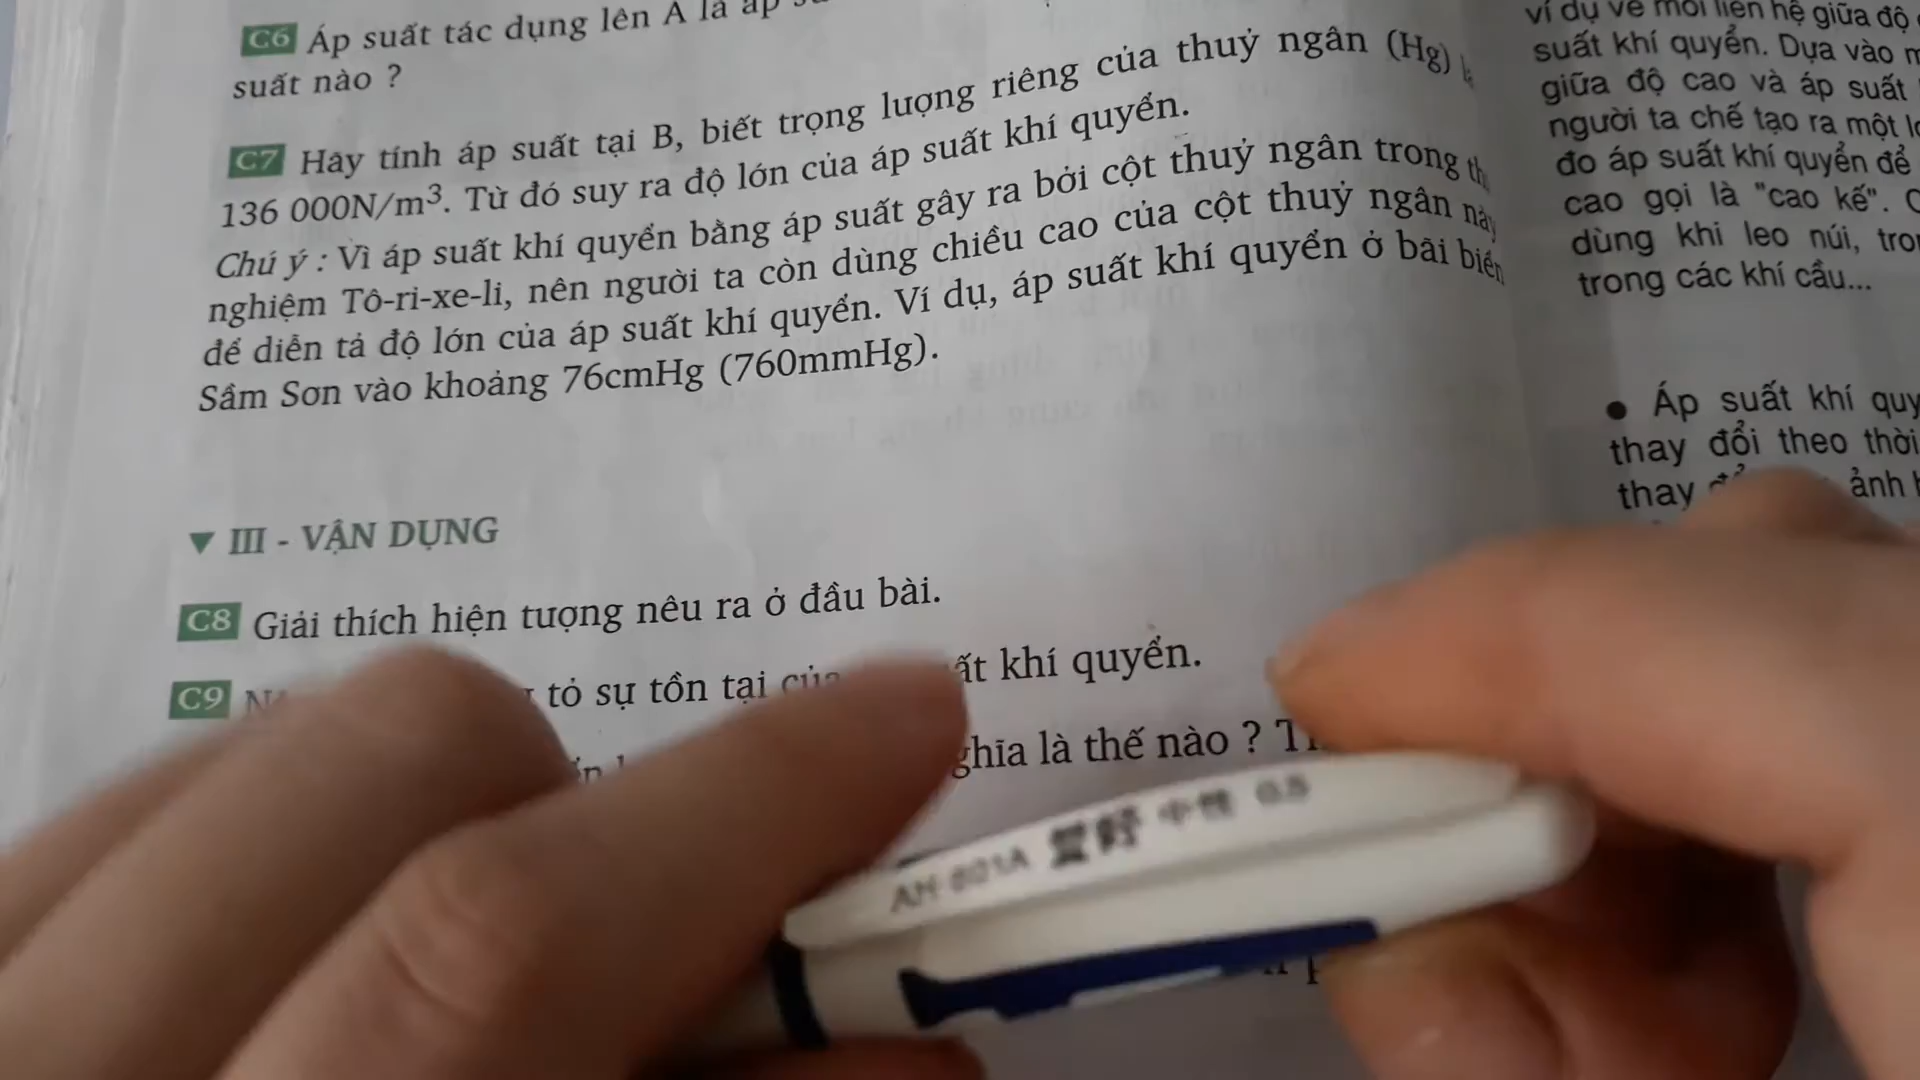 C6 Áp suất tác dụng lên A là áp
suất nào ?
C7 Hãy tính áp suất tại B, biết trọng lượng riêng của thuỷ ngân (Hg)
136 000N/m³. Từ đó suy ra độ lớn của áp suất khí quyển.
Chú ý : Vì áp suất khí quyển bằng áp suất gây ra bởi cột thuỷ ngân trong
nghiệm Tô-ri-xe-li, nên người ta còn dùng chiều cao của cột thuỷ ngân này
để diễn tả độ lớn của áp suất khí quyển. Ví dụ, áp suất khí quyển ở bãi biển
Sầm Sơn vào khoảng 76cmHg (760mmHg).
▼ III - VẬN DỤNG
C8 Giải thích hiện tượng nêu ra ở đầu bài.
C9 tỏ sự tồn tại của khí quyển.
là thế nào ?
ví dụ về mối liên hệ giữa độ
suất khí quyển. Dựa vào
giữa độ cao và áp suất
người ta chế tạo ra một
đo áp suất khí quyển để
cao gọi là "cao kế".
dùng khi leo núi,
trong các khí cầu...
● Áp suất khí
thay đổi theo thời
thay ảnh
AH 801A 爱好 中性 0.5